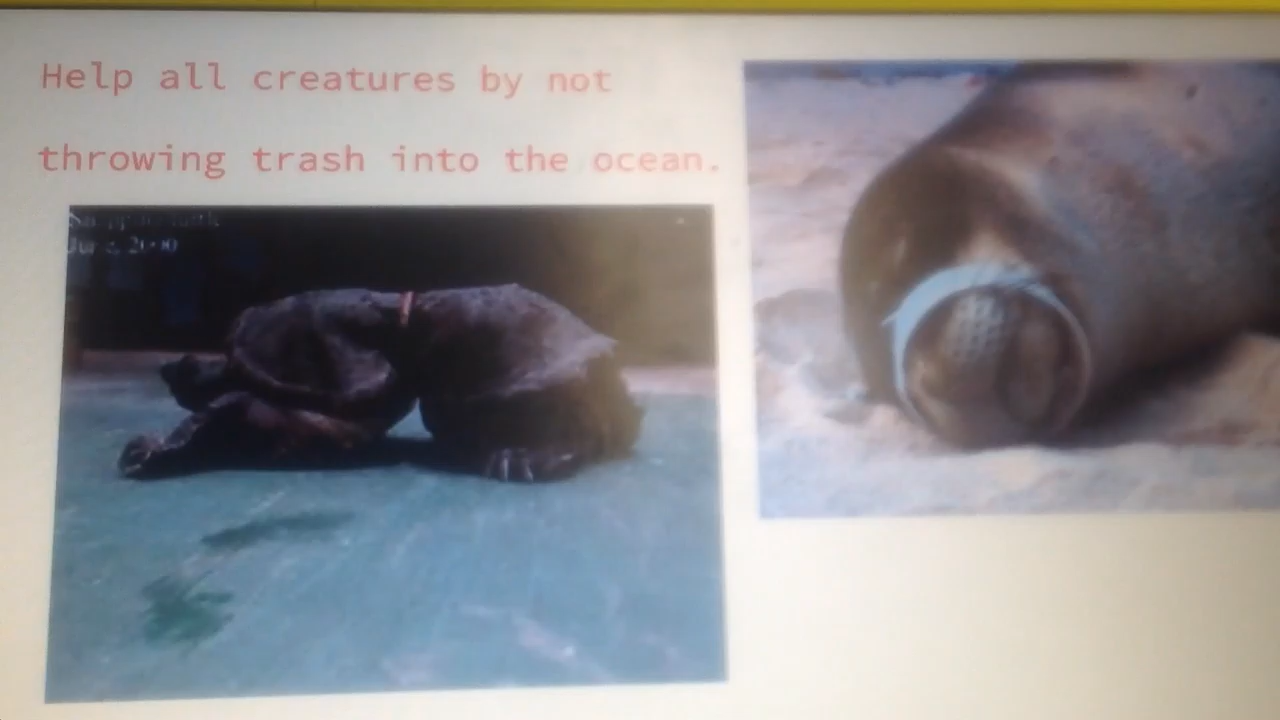 Help all creatures by not
throwing trash into the ocean.